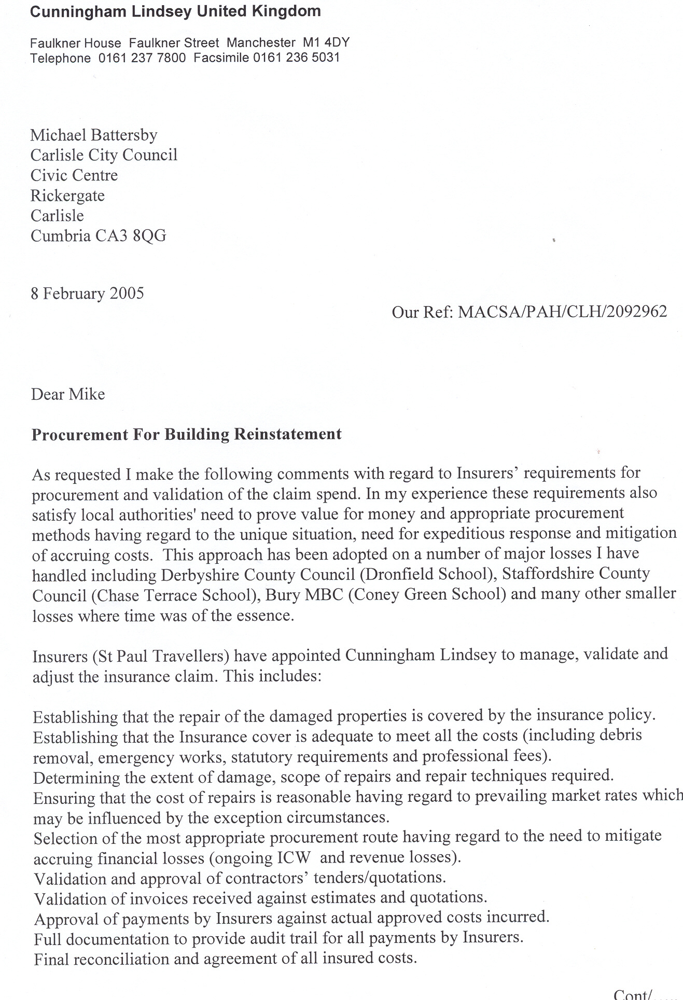 Cunningham Lindsey United Kingdom
Faulkner House  Faulkner Street  Manchester  M1 4DY
Telephone  0161 237 7800  Facsimile 0161 236 5031
Michael Battersby
Carlisle City Council
Civic Centre
Rickergate
Carlisle
Cumbria CA3 8QG
8 February 2005
Our Ref: MACSA/PAH/CLH/2092962
Dear Mike
Procurement For Building Reinstatement
As requested I make the following comments with regard to Insurers’ requirements for
procurement and validation of the claim spend. In my experience these requirements also
satisfy local authorities' need to prove value for money and appropriate procurement
methods having regard to the unique situation, need for expeditious response and mitigation
of accruing costs.  This approach has been adopted on a number of major losses I have
handled including Derbyshire County Council (Dronfield School), Staffordshire County
Council (Chase Terrace School), Bury MBC (Coney Green School) and many other smaller
losses where time was of the essence.
Insurers (St Paul Travellers) have appointed Cunningham Lindsey to manage, validate and
adjust the insurance claim. This includes:
Establishing that the repair of the damaged properties is covered by the insurance policy.
Establishing that the Insurance cover is adequate to meet all the costs (including debris
removal, emergency works, statutory requirements and professional fees).
Determining the extent of damage, scope of repairs and repair techniques required.
Ensuring that the cost of repairs is reasonable having regard to prevailing market rates which
may be influenced by the exception circumstances.
Selection of the most appropriate procurement route having regard to the need to mitigate
accruing financial losses (ongoing ICW  and revenue losses).
Validation and approval of contractors’ tenders/quotations.
Validation of invoices received against estimates and quotations.
Approval of payments by Insurers against actual approved costs incurred.
Full documentation to provide audit trail for all payments by Insurers.
Final reconciliation and agreement of all insured costs.
Cont/.....